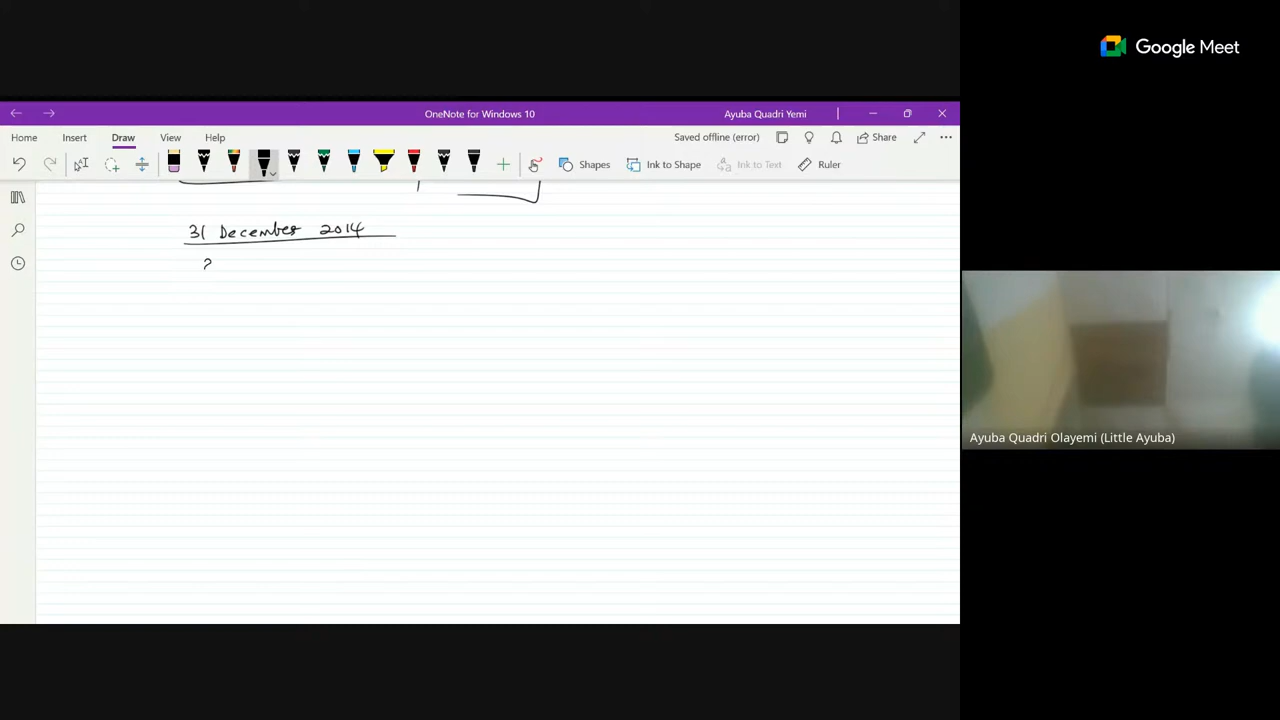 Google Meet
OneNote for Windows 10
Ayuba Quadri Yemi
Home Insert Draw View Help
Saved offline (error)
Share
Shapes
Ink to Shape
Ink to Text
Ruler
31 December 2014
Ayuba Quadri Olayemi (Little Ayuba)